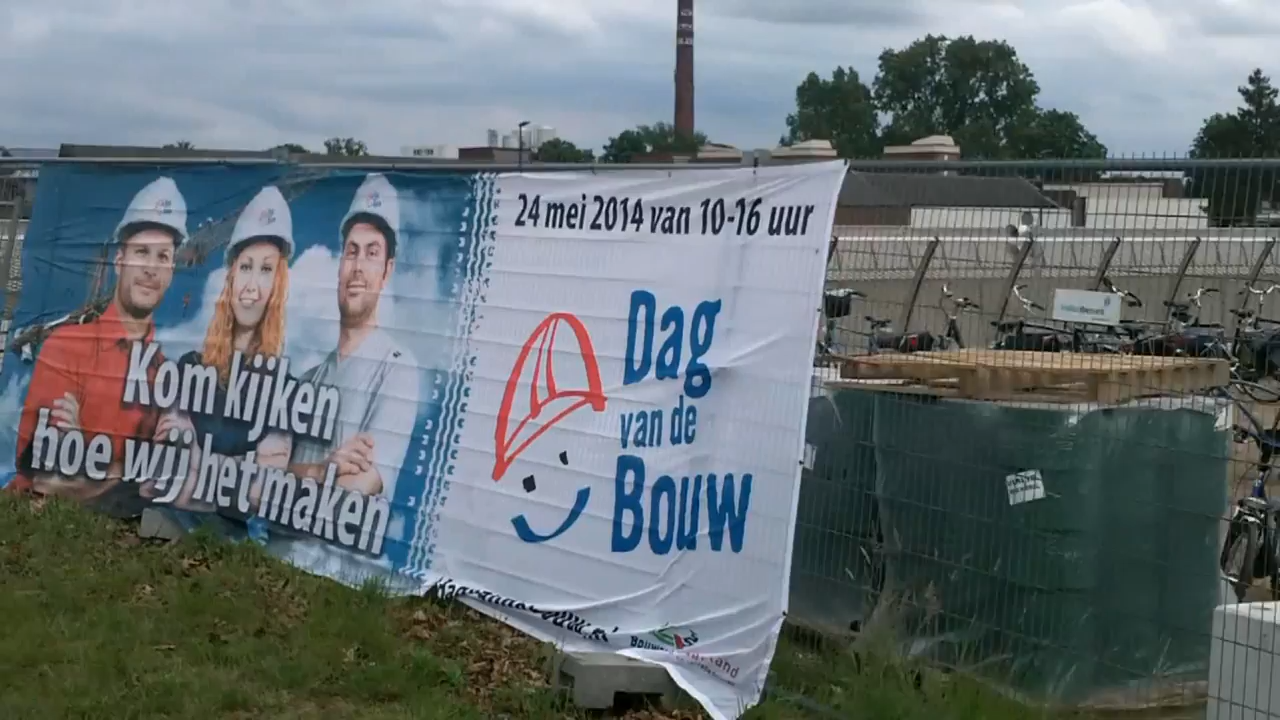 Kom kijken
hoe wij het maken
24 mei 2014 van 10-16 uur
Dag
van de
Bouw